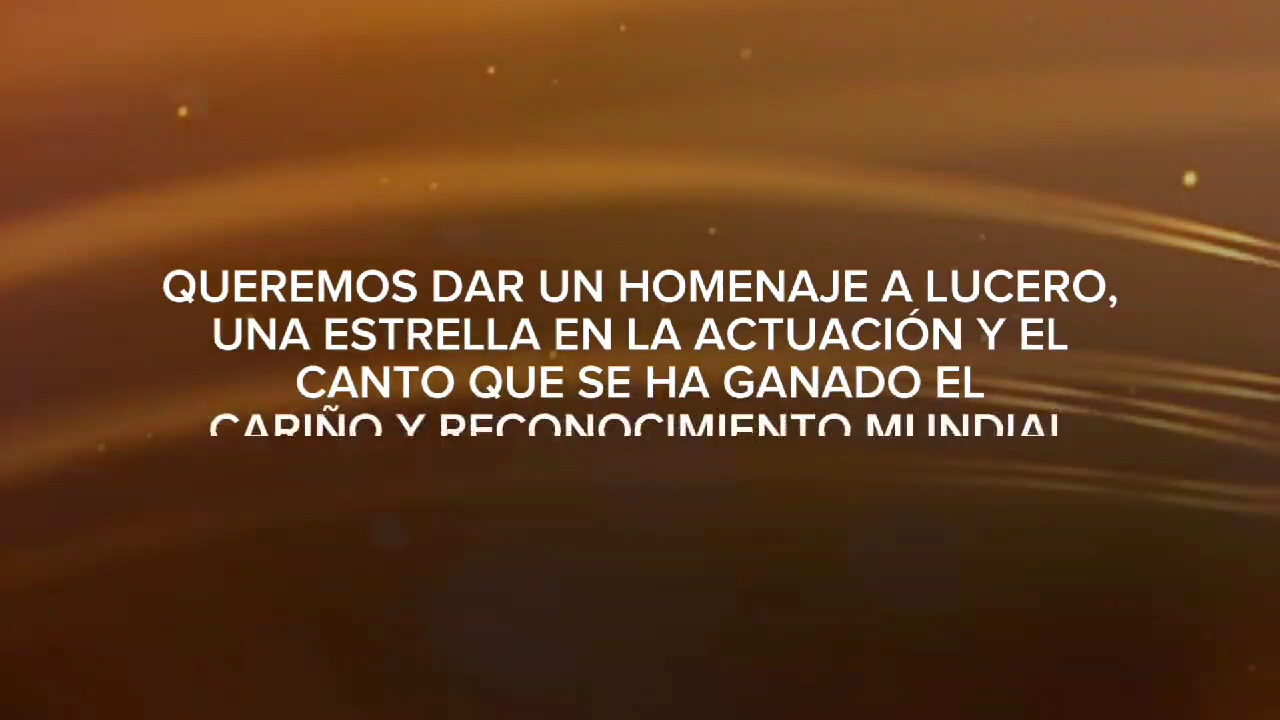 QUEREMOS DAR UN HOMENAJE A LUCERO,
UNA ESTRELLA EN LA ACTUACIÓN Y EL
CANTO QUE SE HA GANADO EL
CARIÑO Y RECONOCIMIENTO MUNDIAL